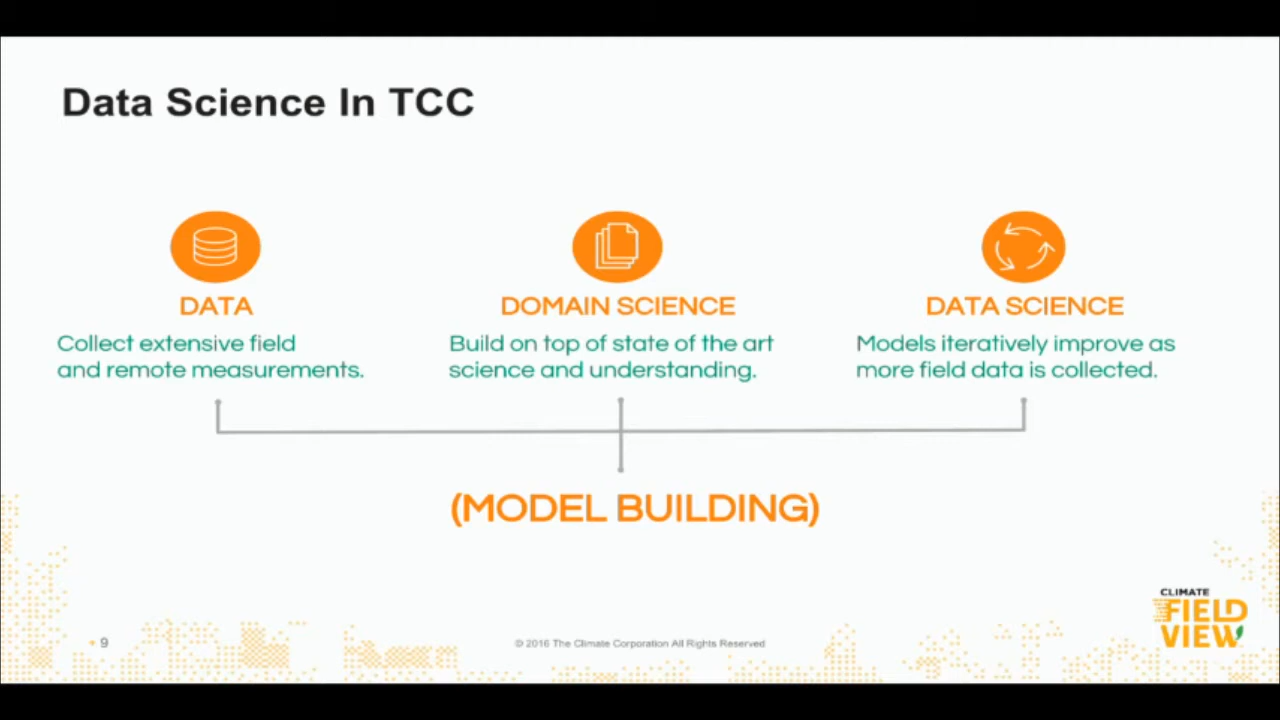 Data Science In TCC
DATA
Collect extensive field
and remote measurements.
DOMAIN SCIENCE
Build on top of state of the art
science and understanding.
DATA SCIENCE
Models iteratively improve as
more field data is collected.
(MODEL BUILDING)
9
© 2016 The Climate Corporation All Rights Reserved
CLIMATE
FIELD
VIEW